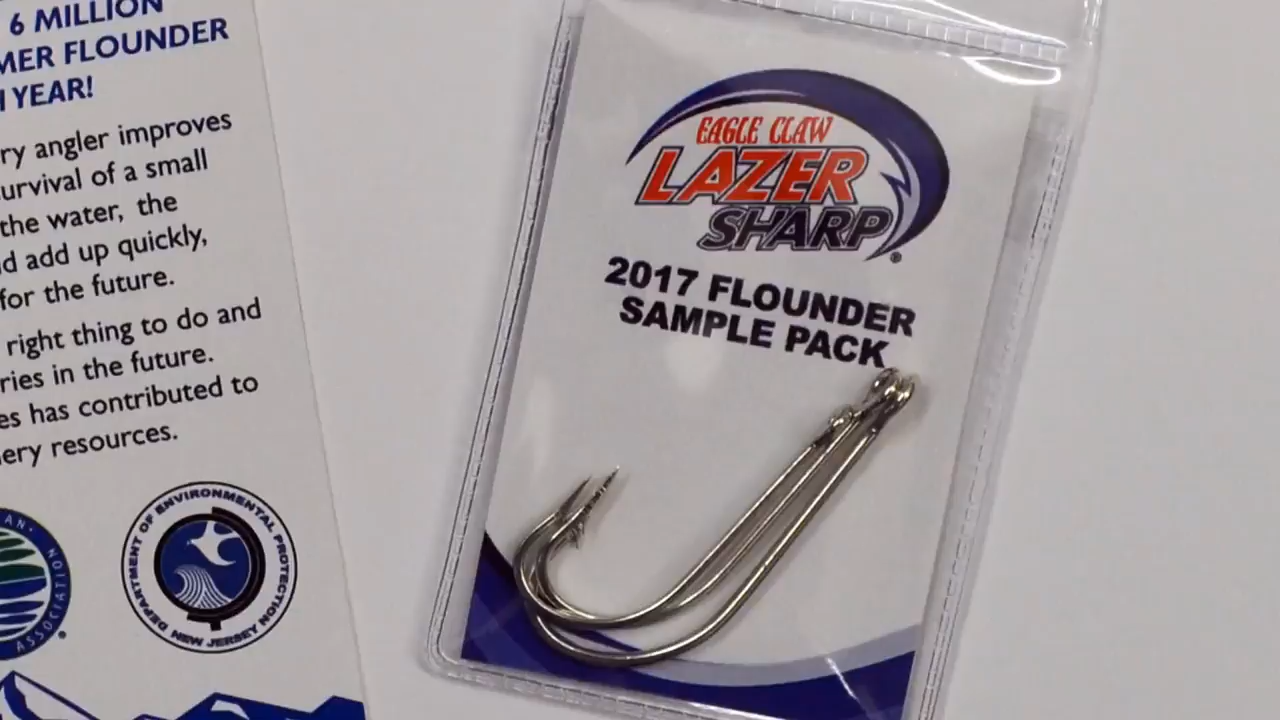 6 MILLION
MER FLOUNDER
YEAR!
ry angler improves
urvival of a small
the water, the
d add up quickly,
for the future.
right thing to do and
ries in the future.
es has contributed to
ery resources.
AN
ASSOCIATION
DEPARTMENT OF ENVIRONMENTAL PROTECTION
NEW JERSEY
EAGLE CLAW
LAZER
SHARP®
2017 FLOUNDER
SAMPLE PACK